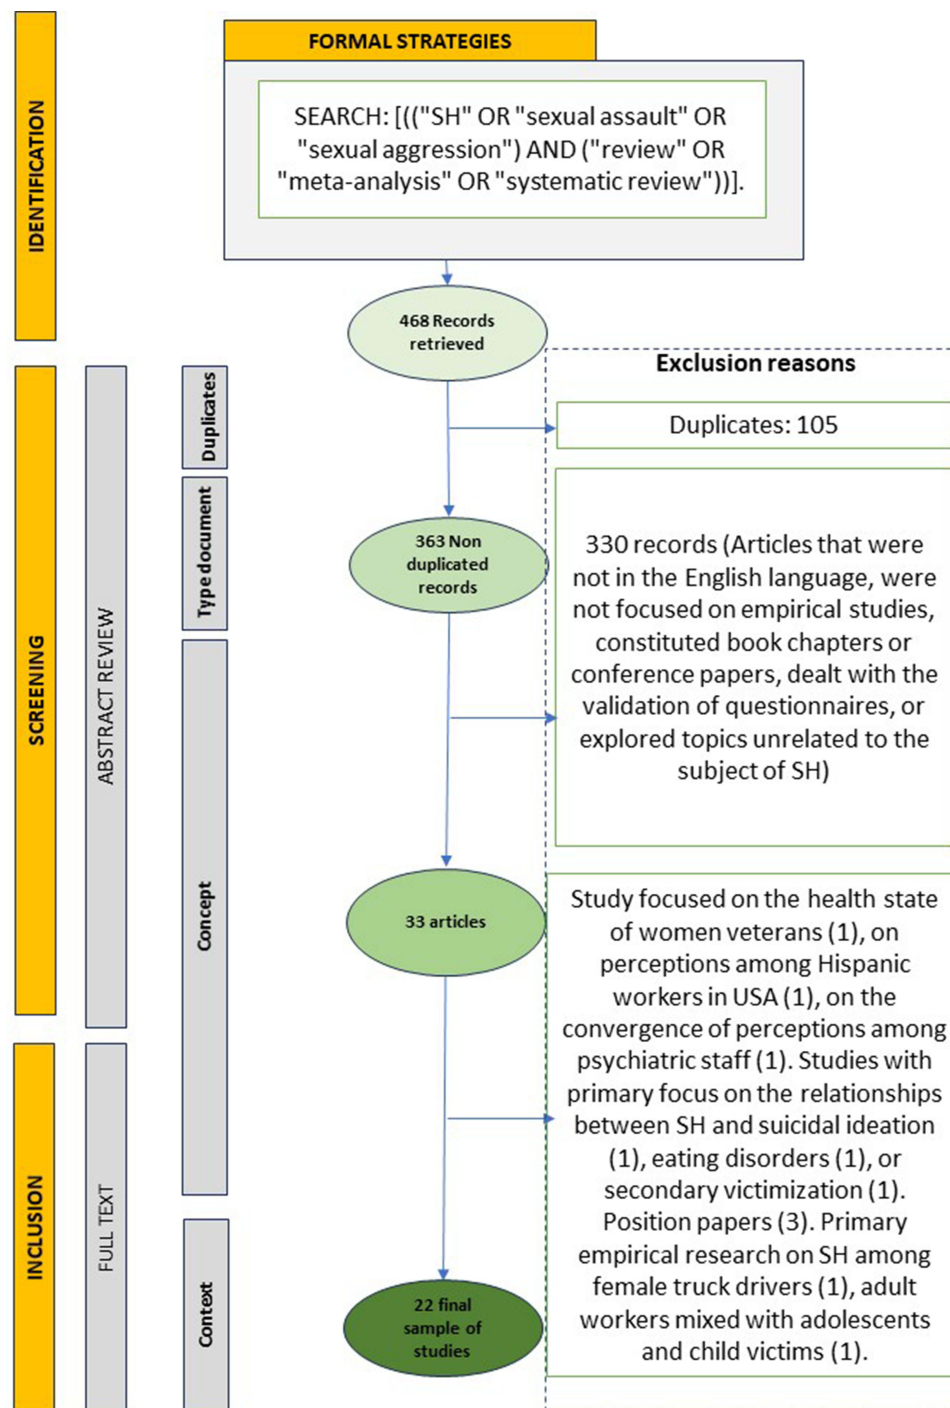 FORMAL STRATEGIES
SEARCH: [(("SH" OR "sexual assault" OR
"sexual aggression") AND ("review" OR
"meta-analysis" OR "systematic review"))].
IDENTIFICATION
468 Records
retrieved
Exclusion reasons
Duplicates
Duplicates: 105
Type document
363 Non
duplicated
records
330 records (Articles that were
not in the English language, were
not focused on empirical studies,
constituted book chapters or
conference papers, dealt with the
validation of questionnaires, or
explored topics unrelated to the
subject of SH)
SCREENING
ABSTRACT REVIEW
Concept
33 articles
Study focused on the health state
of women veterans (1), on
perceptions among Hispanic
workers in USA (1), on the
convergence of perceptions among
psychiatric staff (1). Studies with
primary focus on the relationships
between SH and suicidal ideation
(1), eating disorders (1), or
secondary victimization (1).
Position papers (3). Primary
empirical research on SH among
female truck drivers (1), adult
workers mixed with adolescents
and child victims (1).
INCLUSION
FULL TEXT
Context
22 final
sample of
studies